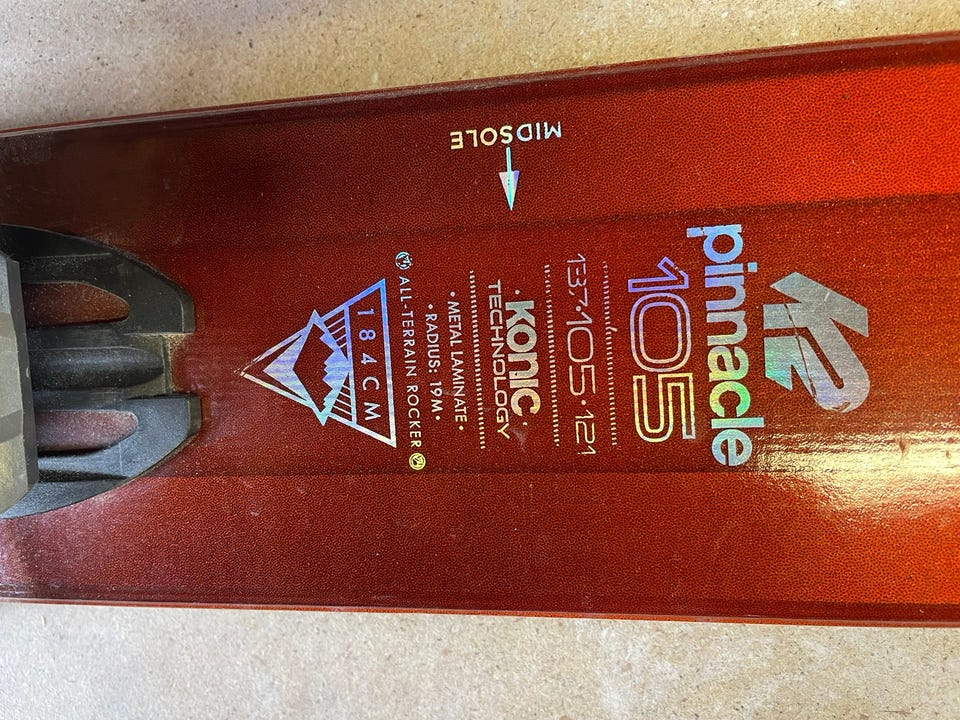 K2
pinnacle
105
137·105·121
·KONIC·
TECHNOLOGY
·METAL LAMINATE·
·RADIUS: 19M·
ALL-TERRAIN ROCKER
184CM
MIDSOLE